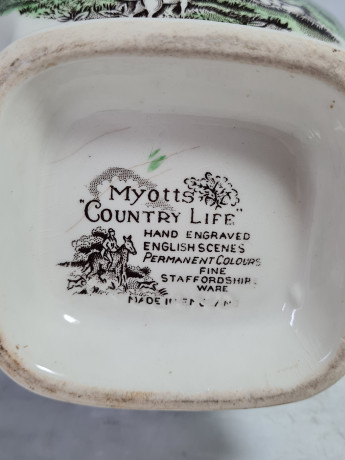 Myotts
"COUNTRY LIFE"
HAND ENGRAVED
ENGLISH SCENES
PERMANENT COLOURS
FINE
STAFFORDSHIRE
WARE
MADE IN ENGLAND